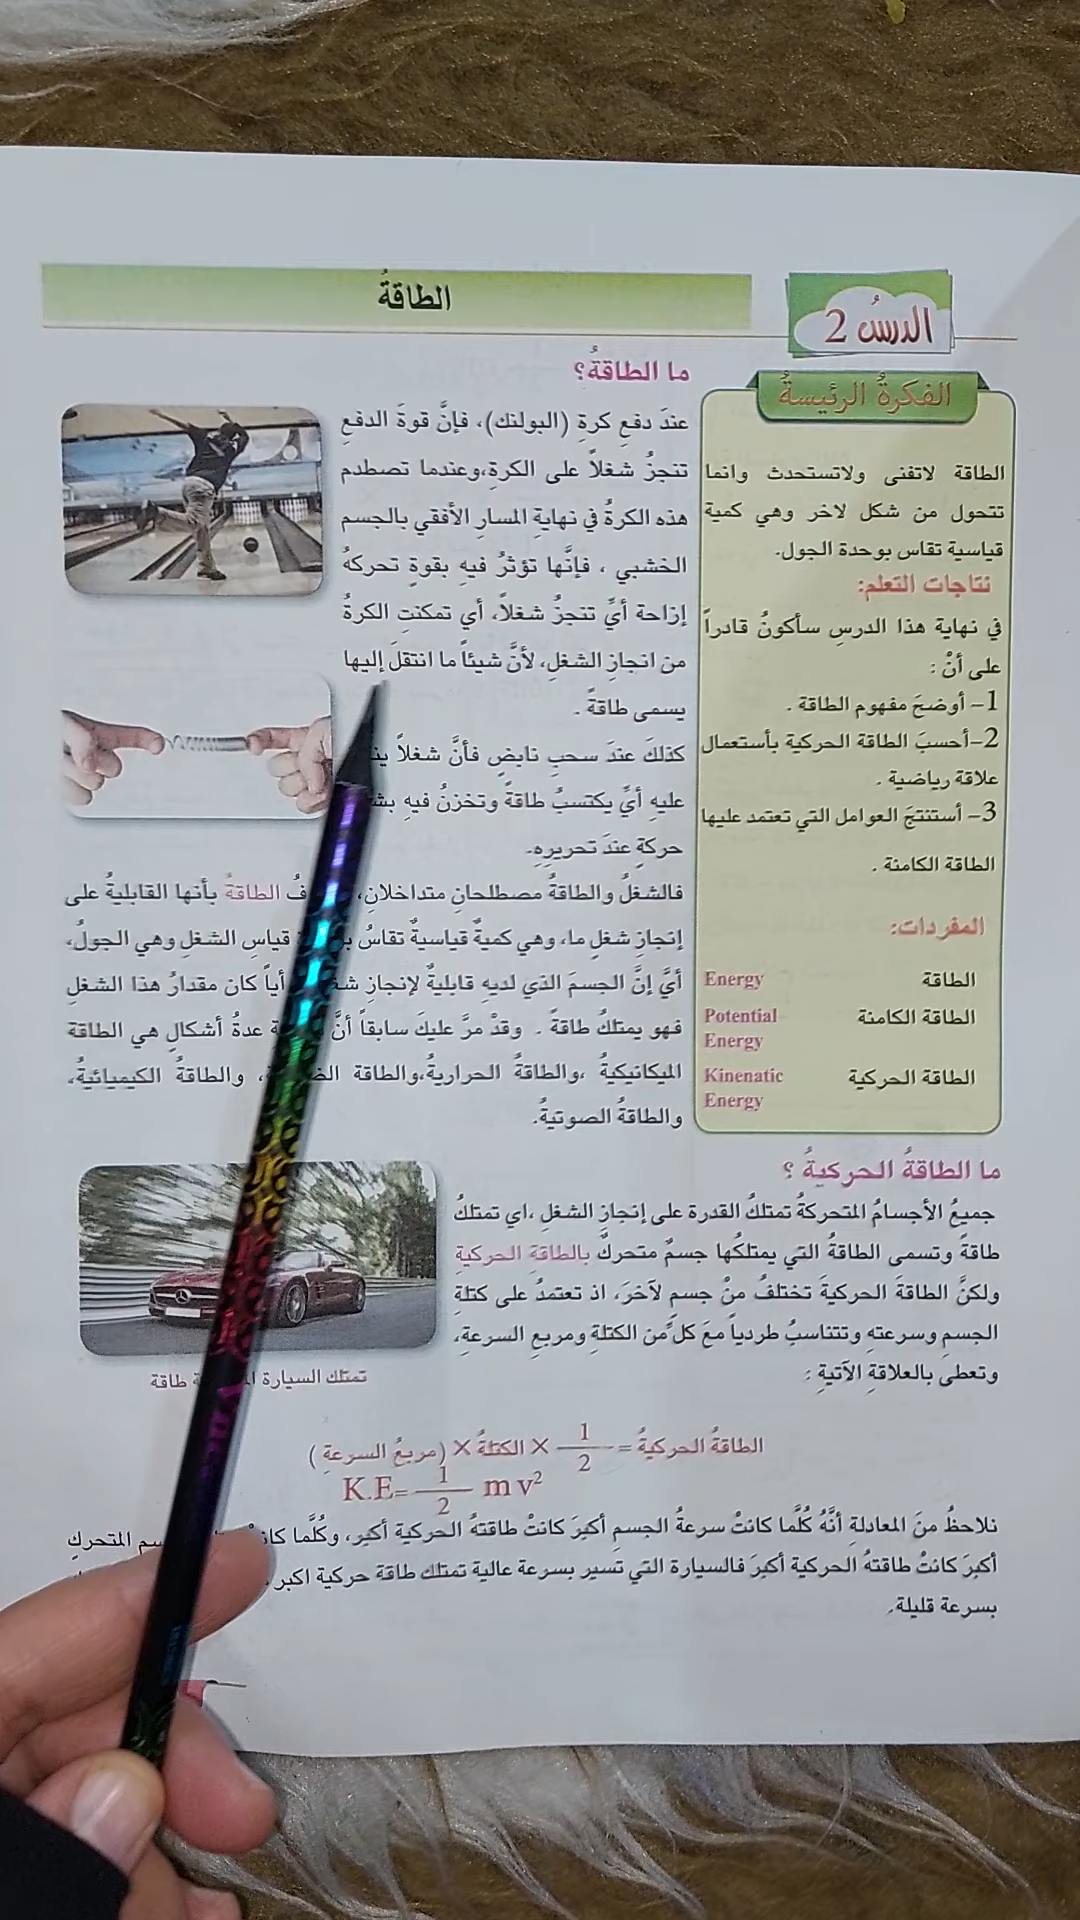 الدرسُ 2
الطاقةُ
الفكرةُ الرئيسةُ
الطاقة لاتفنى ولاتستحدث وانما
تتحول من شكل لاخر وهي كمية
قياسية تقاس بوحدة الجول.
نتاجات التعلم:
في نهاية هذا الدرسِ سأكونُ قادراً
على أنْ :
1- أوضحَ مفهوم الطاقة .
2-أحسبَ الطاقة الحركية بأستعمال
علاقة رياضية .
3- أستنتجَ العوامل التي تعتمد عليها
الطاقة الكامنة .
المفردات:
الطاقة Energy
الطاقة الكامنة Potential
Energy
الطاقة الحركية Kinenatic
Energy
ما الطاقةُ؟
عندَ دفعِ كرةِ (البولنك)، فإنَّ قوةَ الدفعِ
تنجزُ شغلاً على الكرةِ،وعندما تصطدم
هذه الكرةُ في نهايةِ المسارِ الأفقي بالجسم
الخشبي ، فإنَّها تؤثرُ فيهِ بقوةٍ تحركهُ
إزاحة أيَّ تنجزُ شغلاً، أي تمكنتِ الكرةُ
من انجازِ الشغلِ، لأنَّ شيئاً ما انتقلَ إليها
يسمى طاقةً .
كذلكَ عندَ سحبِ نابضٍ فأنَّ شغلاً
عليهِ أيَّ يكتسبُ طاقةً وتخزنُ فيهِ
حركةٍ عندَ تحريرِهِ.
فالشغلُ والطاقةُ مصطلحانِ متداخلانِ، الطاقةُ بأنها القابليةُ على
إنجازِ شغلٍ ما، وهي كميةٌ قياسيةٌ تقاسُ قياسِ الشغلِ وهي الجولُ،
أيَّ إنَّ الجسمَ الذي لديهِ قابليةٌ لإنجازِ أياً كان مقدارُ هذا الشغلِ
فهو يمتلكُ طاقةً . وقدْ مرَّ عليكَ سابقاً أنَّ عدةُ أشكالٍ هي الطاقة
الميكانيكيةُ ،والطاقةُ الحراريةُ،والطاقة والطاقةُ الكيميائيةُ،
والطاقةُ الصوتيةُ.
ما الطاقةُ الحركيةُ ؟
جميعُ الأجسامُ المتحركةُ تمتلكُ القدرة على إنجازِ الشغلِ ،اي تمتلكُ
طاقةً وتسمى الطاقةُ التي يمتلكُها جسمٌ متحركٌ بالطاقةِ الحركيةِ
ولكنَّ الطاقةَ الحركيةَ تختلفُ منْ جسمٍ لآخرَ، اذ تعتمدُ على كتلةِ
الجسمِ وسرعتهِ وتتناسبُ طردياً معَ كلٍ من الكتلةِ ومربعِ السرعةِ،
وتعطى بالعلاقةِ الآتيةِ :
تمتلك السيارة طاقة
الطاقةُ الحركيةُ = 1/2 × الكتلةُ × (مربعُ السرعةِ)
K.E= 1/2 m v²
نلاحظُ منَ المعادلةِ أنَّهُ كُلَّما كانتْ سرعةُ الجسمِ أكبرَ كانتْ طاقتهُ الحركية أكبر، وكُلَّما المتحركِ
أكبرَ كانتْ طاقتهُ الحركية أكبرَ فالسيارة التي تسير بسرعة عالية تمتلك طاقة حركية اكبر
بسرعة قليلة.